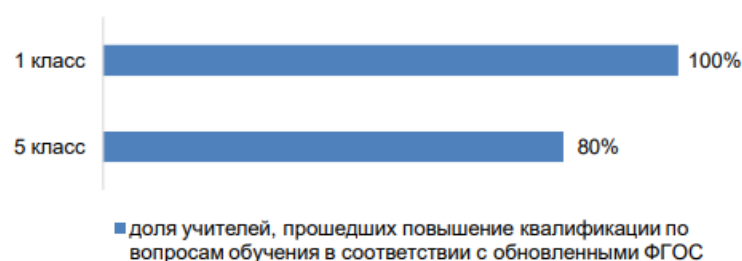 1 класс
100%
5 класс
80%
доля учителей, прошедших повышение квалификации по
вопросам обучения в соответствии с обновленными ФГОС